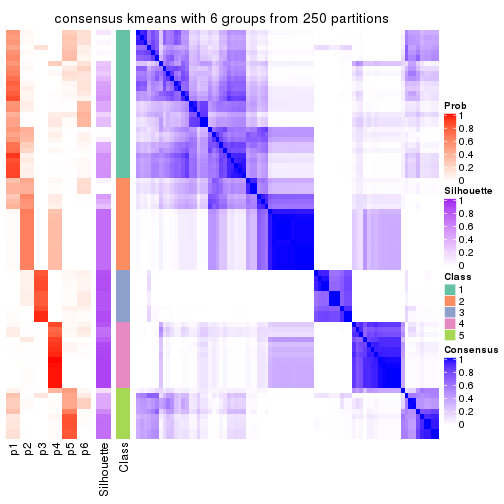 consensus kmeans with 6 groups from 250 partitions
p1
p2
p3
p4
p5
p6
Silhouette
Class
Prob
1
0.8
0.6
0.4
0.2
0
Silhouette
1
0.8
0.6
0.4
0.2
0
Class
1
2
3
4
5
Consensus
1
0.8
0.6
0.4
0.2
0